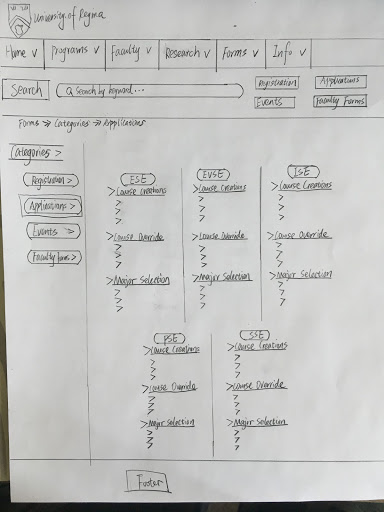 University of Regina
Home v Programs v Faculty v Research v Forms v Info v
Search Search by keyword... Registration Applications
Events Faculty Forms
Forms >> Categories >> Applications
Categories >
Registration >
Applications >
Events >
Faculty forms >
ESE EVSE ISE
>Course Creations >Course Creations >Course Creations
> > >
> > >
> > >
>Course Override >Course Override >Course Override
> > >
> > >
> > >
>Major Selection >Major Selection >Major Selection
> > >
> > >
> > >
PSE SSE
>Course Creations >Course Creations
> >
> >
> >
>Course Override >Course Override
> >
> >
> >
>Major Selection >Major Selection
> >
> >
> >
Footer